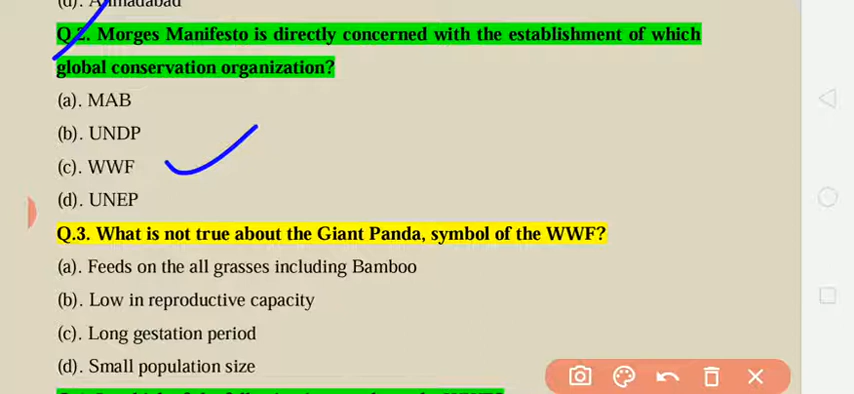 (d). Ahmadabad
Q.2. Morges Manifesto is directly concerned with the establishment of which
global conservation organization?
(a). MAB
(b). UNDP
(c). WWF
(d). UNEP
Q.3. What is not true about the Giant Panda, symbol of the WWF?
(a). Feeds on the all grasses including Bamboo
(b). Low in reproductive capacity
(c). Long gestation period
(d). Small population size